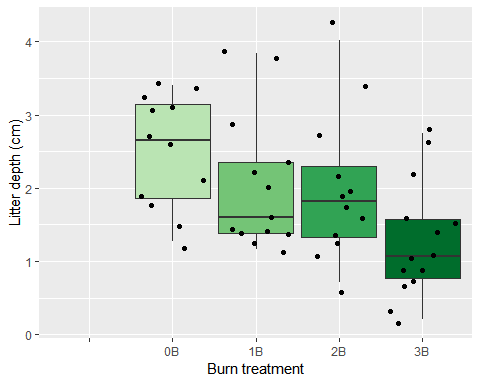 Litter depth (cm)
4
3
2
1
0
0B 1B 2B 3B
Burn treatment